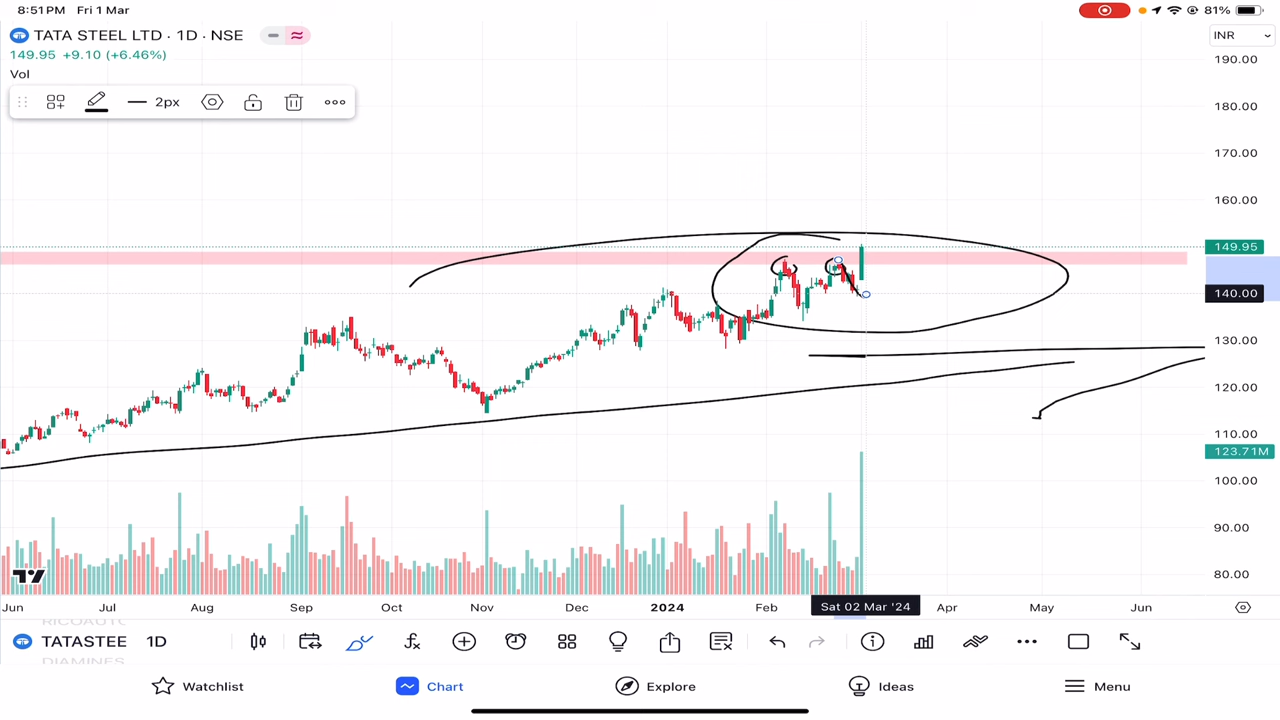 8:51PM Fri 1 Mar
81%
TATA STEEL LTD · 1D · NSE
INR
149.95 +9.10 (+6.46%)
Vol
2px
190.00
180.00
170.00
160.00
149.95
140.00
130.00
120.00
110.00
123.71M
100.00
90.00
80.00
Jun Jul Aug Sep Oct Nov Dec 2024 Feb Sat 02 Mar '24 Apr May Jun
RICOAUTO
TATASTEE 1D
DIAMINES
Watchlist Chart Explore Ideas Menu